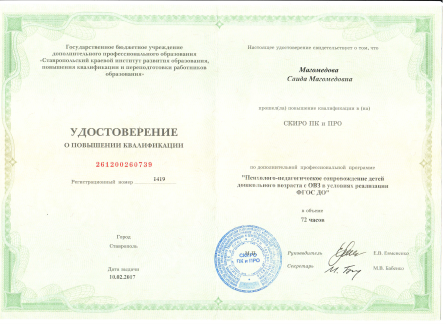 Государственное бюджетное учреждение
дополнительного профессионального образования
«Ставропольский краевой институт развития образования,
повышения квалификации и переподготовки работников
образования»
УДОСТОВЕРЕНИЕ
О ПОВЫШЕНИИ КВАЛИФИКАЦИИ
261200260739
Регистрационный номер 1419
Город
Ставрополь
Дата выдачи
10.02.2017
Настоящее удостоверение свидетельствует о том, что
Магомедова
Саида Магомедовна
прошел(а) повышение квалификации в (на)
СКИРО ПК и ПРО
по дополнительной профессиональной программе
"Психолого-педагогическое сопровождение детей
дошкольного возраста с ОВЗ в условиях реализации
ФГОС ДО"
в объеме
72 часов
СКИРО
ПК и ПРО
Руководитель Е.В.
Секретарь М.В.